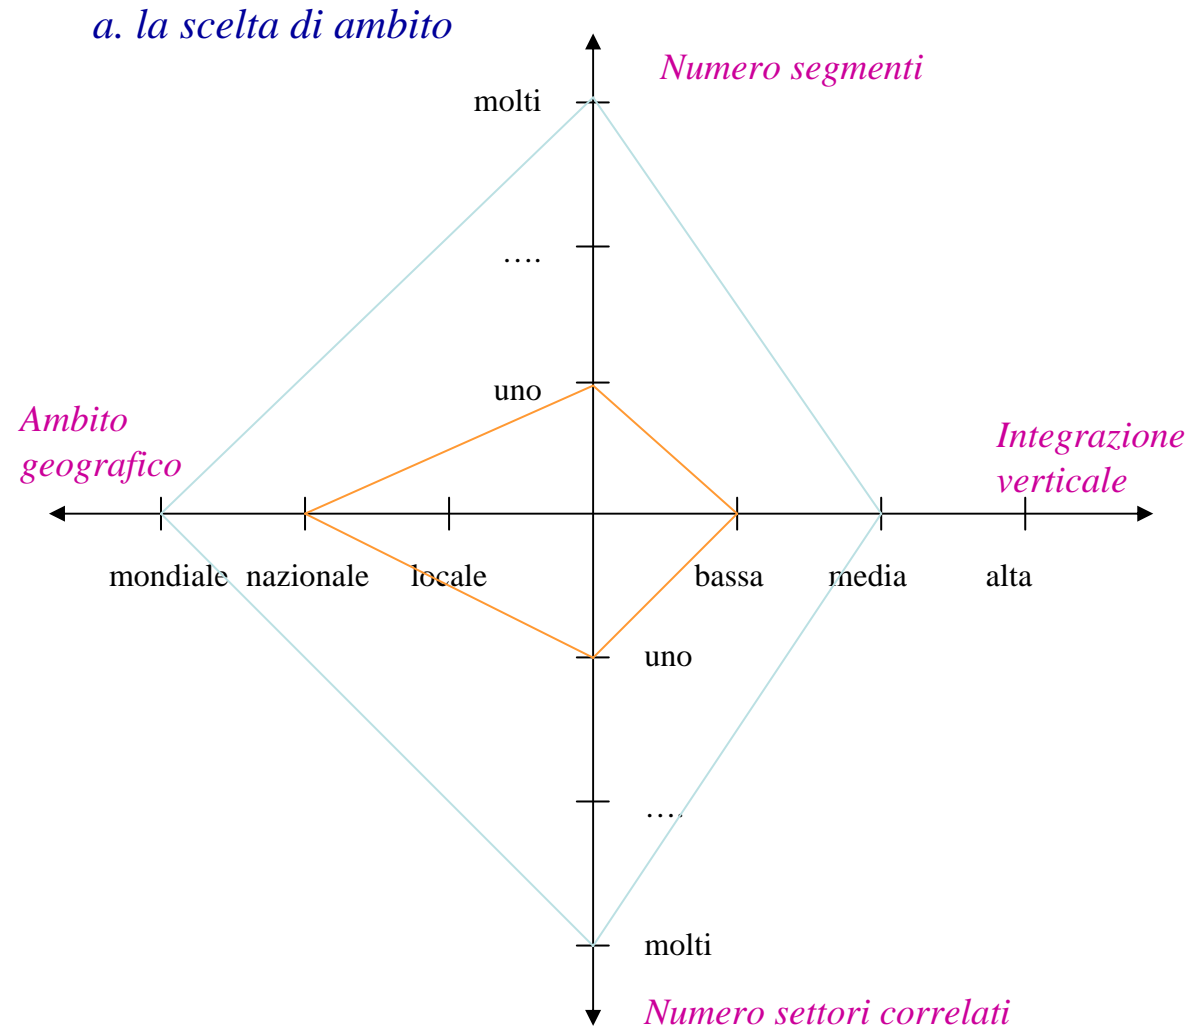 a. la scelta di ambito
Numero segmenti
molti
….
uno
Ambito
geografico
Integrazione
verticale
mondiale nazionale locale bassa media alta
uno
….
molti
Numero settori correlati